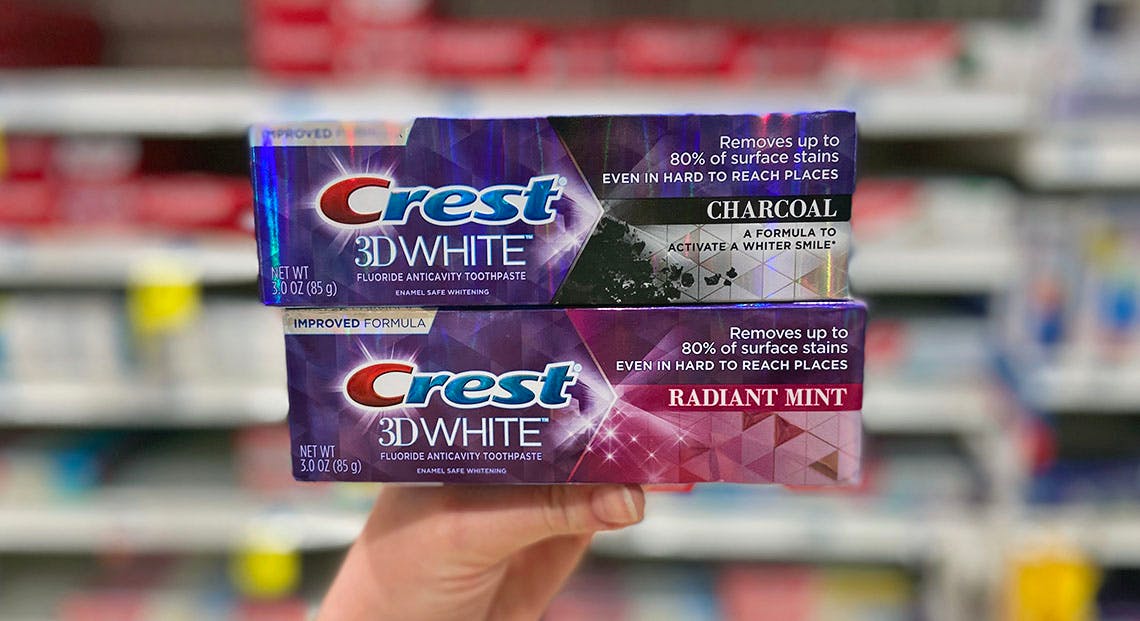 IMPROVED FORMULA
Crest
3D WHITE™
FLUORIDE ANTICAVITY TOOTHPASTE
ENAMEL SAFE WHITENING
NET WT
3.0 OZ (85 g)
Removes up to
80% of surface stains
EVEN IN HARD TO REACH PLACES
CHARCOAL
A FORMULA TO
ACTIVATE A WHITER SMILE*
IMPROVED FORMULA
Crest
3D WHITE™
FLUORIDE ANTICAVITY TOOTHPASTE
ENAMEL SAFE WHITENING
NET WT
3.0 OZ (85 g)
Removes up to
80% of surface stains
EVEN IN HARD TO REACH PLACES
RADIANT MINT